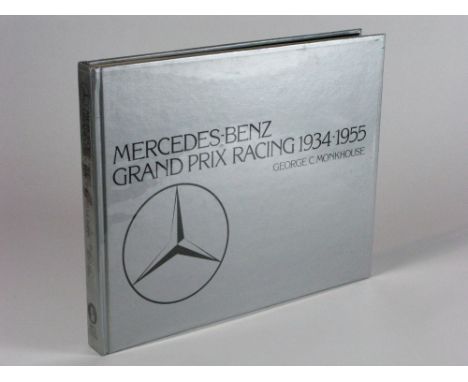 MERCEDES-BENZ
GRAND PRIX RACING 1934-1955
GEORGE C. MONKHOUSE